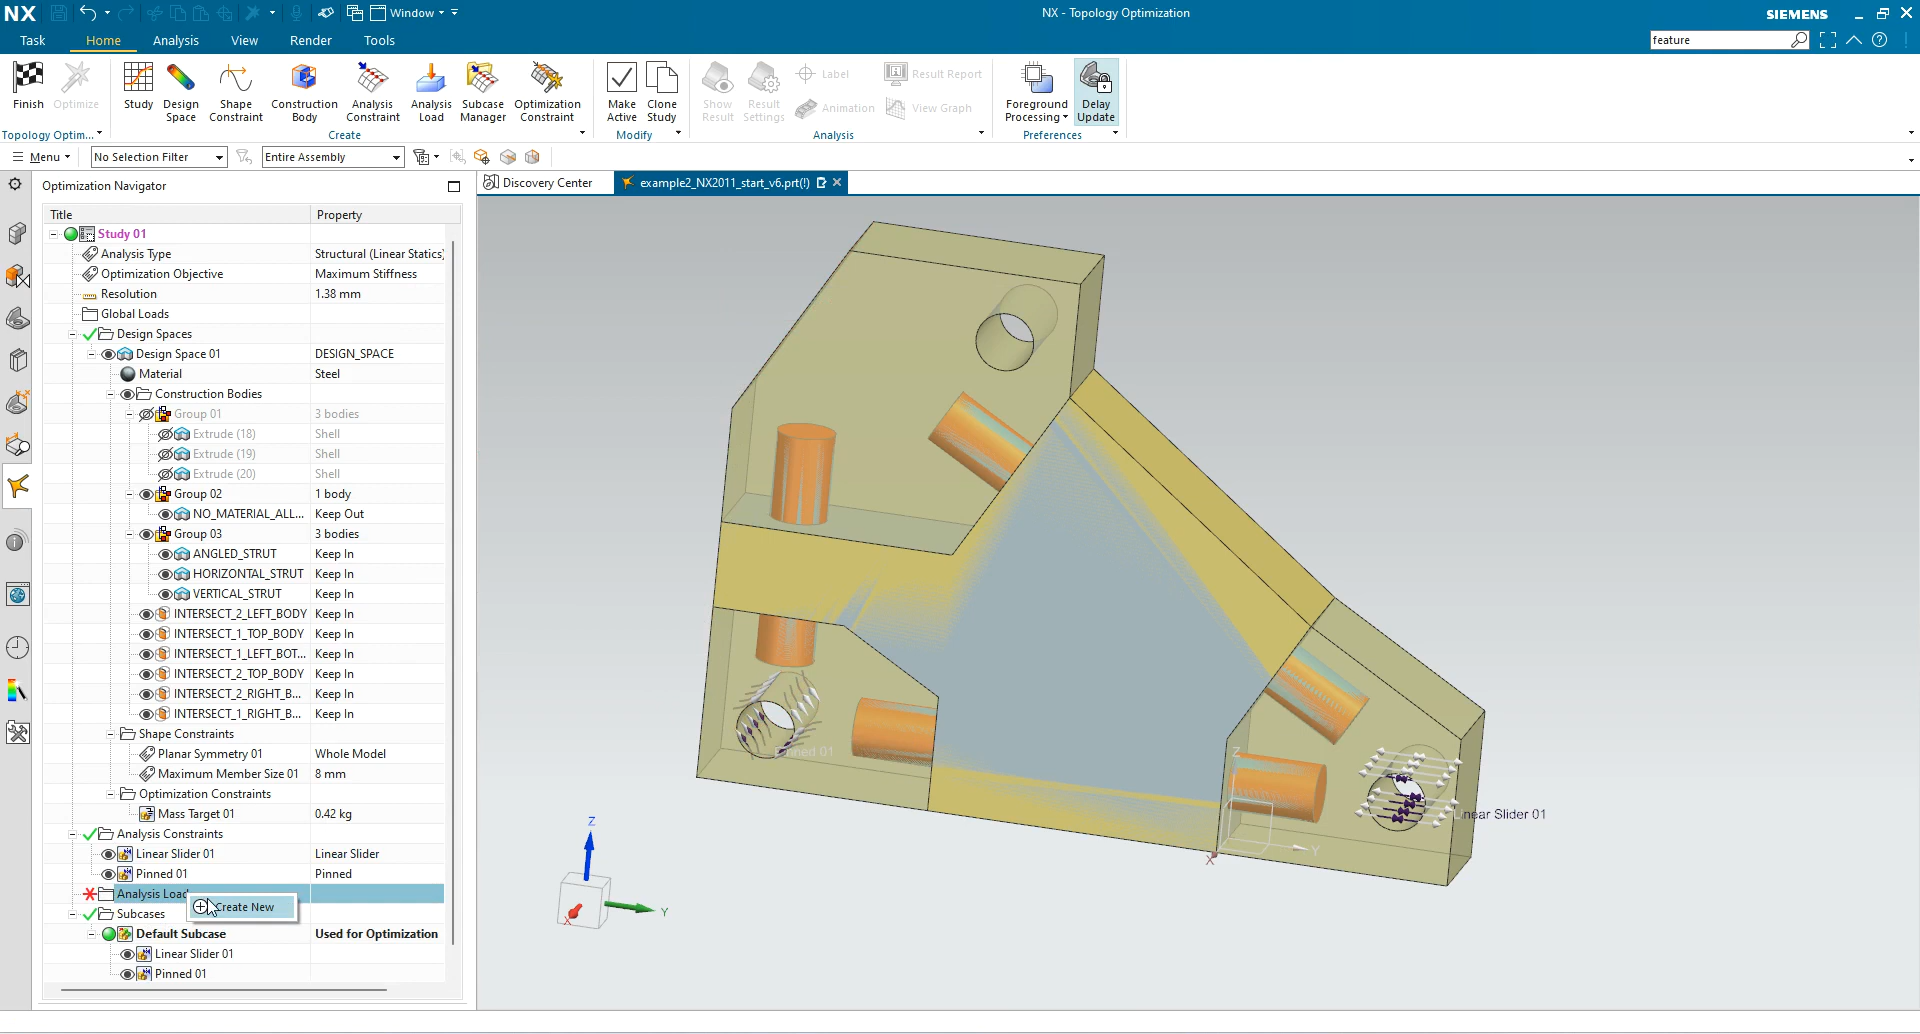 NX
Window
NX - Topology Optimization
SIEMENS
Task
Home
Analysis
View
Render
Tools
feature
Finish
Optimize
Study
Design Space
Shape Constraint
Construction Body
Analysis Constraint
Analysis Load
Subcase Manager
Optimization Constraint
Make Active
Clone Study
Show Result
Result Settings
Label
Animation
Result Report
View Graph
Foreground Processing
Delay Update
Topology Optim...
Create
Modify
Analysis
Preferences
Menu
No Selection Filter
Entire Assembly
Optimization Navigator
Discovery Center
example2_NX2011_start_v6.prt(!)
Title Property
Study 01
Analysis Type Structural (Linear Statics)
Optimization Objective Maximum Stiffness
Resolution 1.38 mm
Global Loads
Design Spaces
Design Space 01 DESIGN_SPACE
Material Steel
Construction Bodies
Group 01 3 bodies
Extrude (18) Shell
Extrude (19) Shell
Extrude (20) Shell
Group 02 1 body
NO_MATERIAL_ALL... Keep Out
Group 03 3 bodies
ANGLED_STRUT Keep In
HORIZONTAL_STRUT Keep In
VERTICAL_STRUT Keep In
INTERSECT_2_LEFT_BODY Keep In
INTERSECT_1_TOP_BODY Keep In
INTERSECT_1_LEFT_BOT... Keep In
INTERSECT_2_TOP_BODY Keep In
INTERSECT_2_RIGHT_B... Keep In
INTERSECT_1_RIGHT_B... Keep In
Shape Constraints
Planar Symmetry 01 Whole Model
Maximum Member Size 01 8 mm
Optimization Constraints
Mass Target 01 0.42 kg
Analysis Constraints
Linear Slider 01 Linear Slider
Pinned 01 Pinned
Analysis Load
Create New
Subcases
Default Subcase Used for Optimization
Linear Slider 01
Pinned 01
Pinned 01
Linear Slider 01
Z
Y
X
Z
Y
X